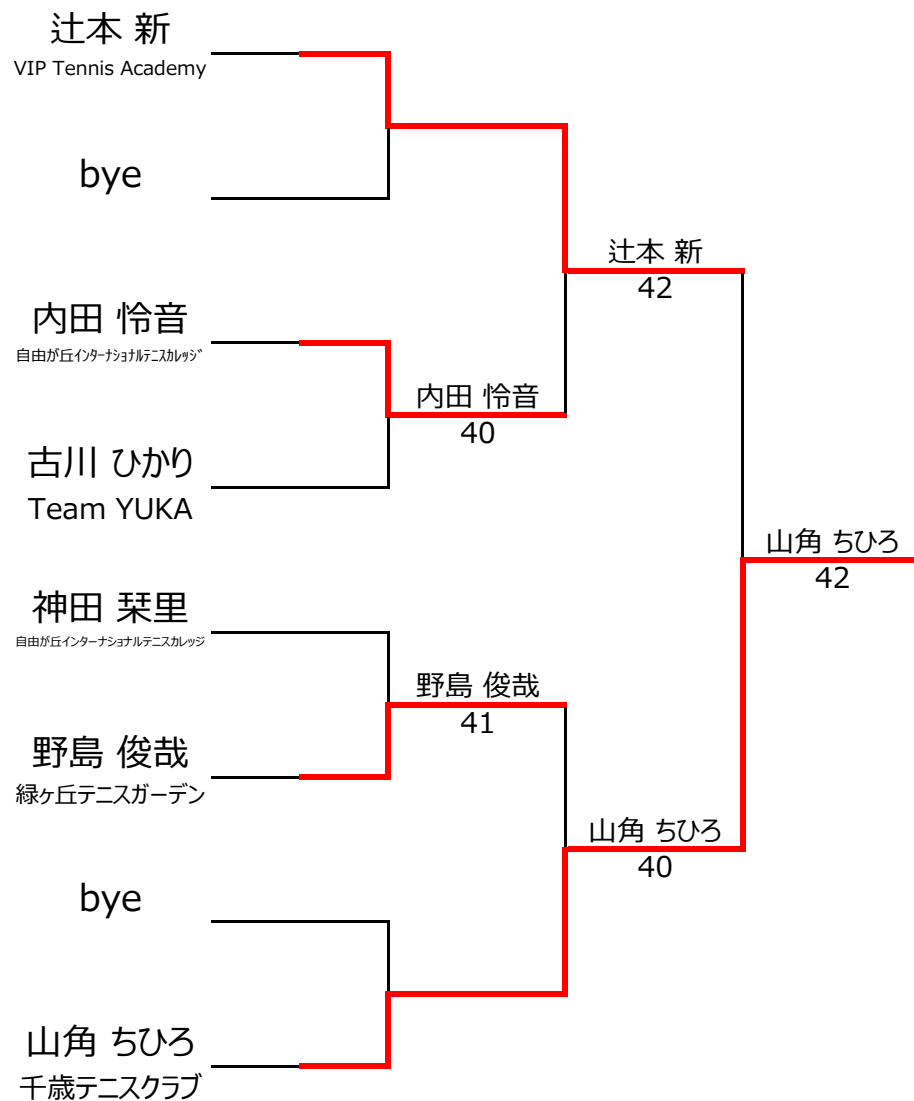 辻本 新
VIP Tennis Academy
bye
辻本 新
42
内田 怜音
自由が丘ｲﾝﾀｰﾅｼｮﾅﾙﾃﾆｽｶﾚｯｼﾞ
内田 怜音
40
古川 ひかり
Team YUKA
山角 ちひろ
42
神田 栞里
自由が丘インターナショナルテニスカレッジ
野島 俊哉
41
野島 俊哉
緑ヶ丘テニスガーデン
山角 ちひろ
40
bye
山角 ちひろ
千歳テニスクラブ